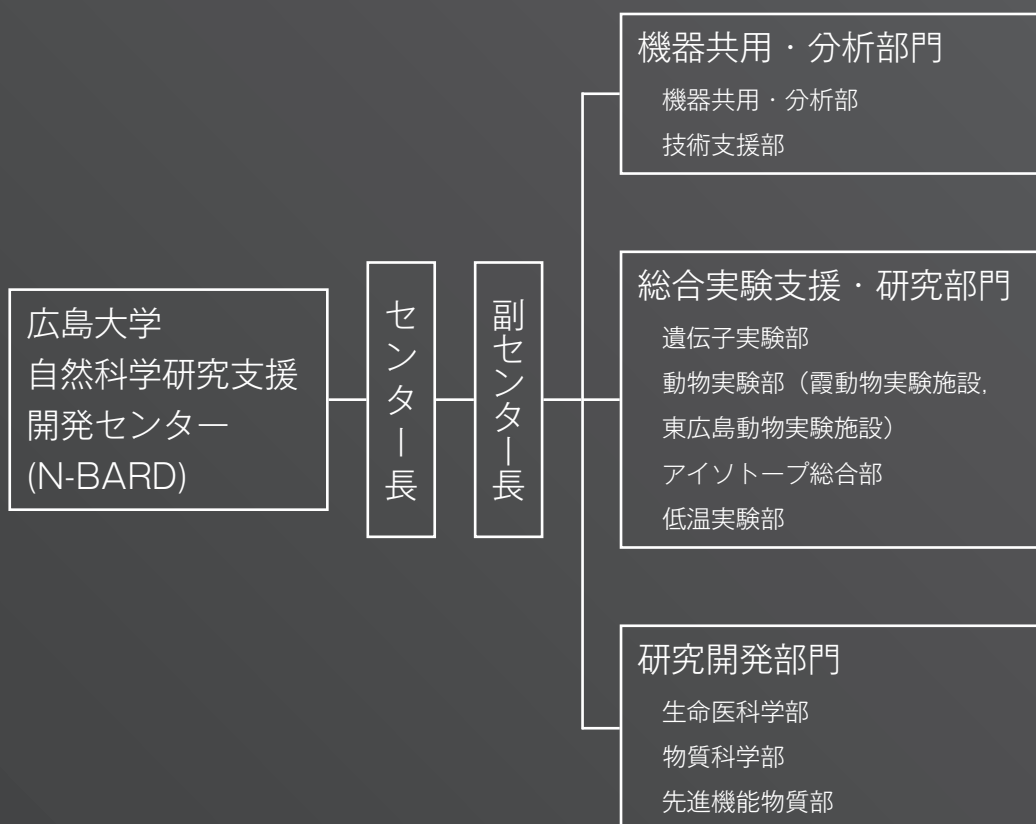 広島大学
自然科学研究支援
開発センター
(N-BARD)
センター長
副センター長
機器共用・分析部門
機器共用・分析部
技術支援部
総合実験支援・研究部門
遺伝子実験部
動物実験部（霞動物実験施設,
東広島動物実験施設）
アイソトープ総合部
低温実験部
研究開発部門
生命医科学部
物質科学部
先進機能物質部